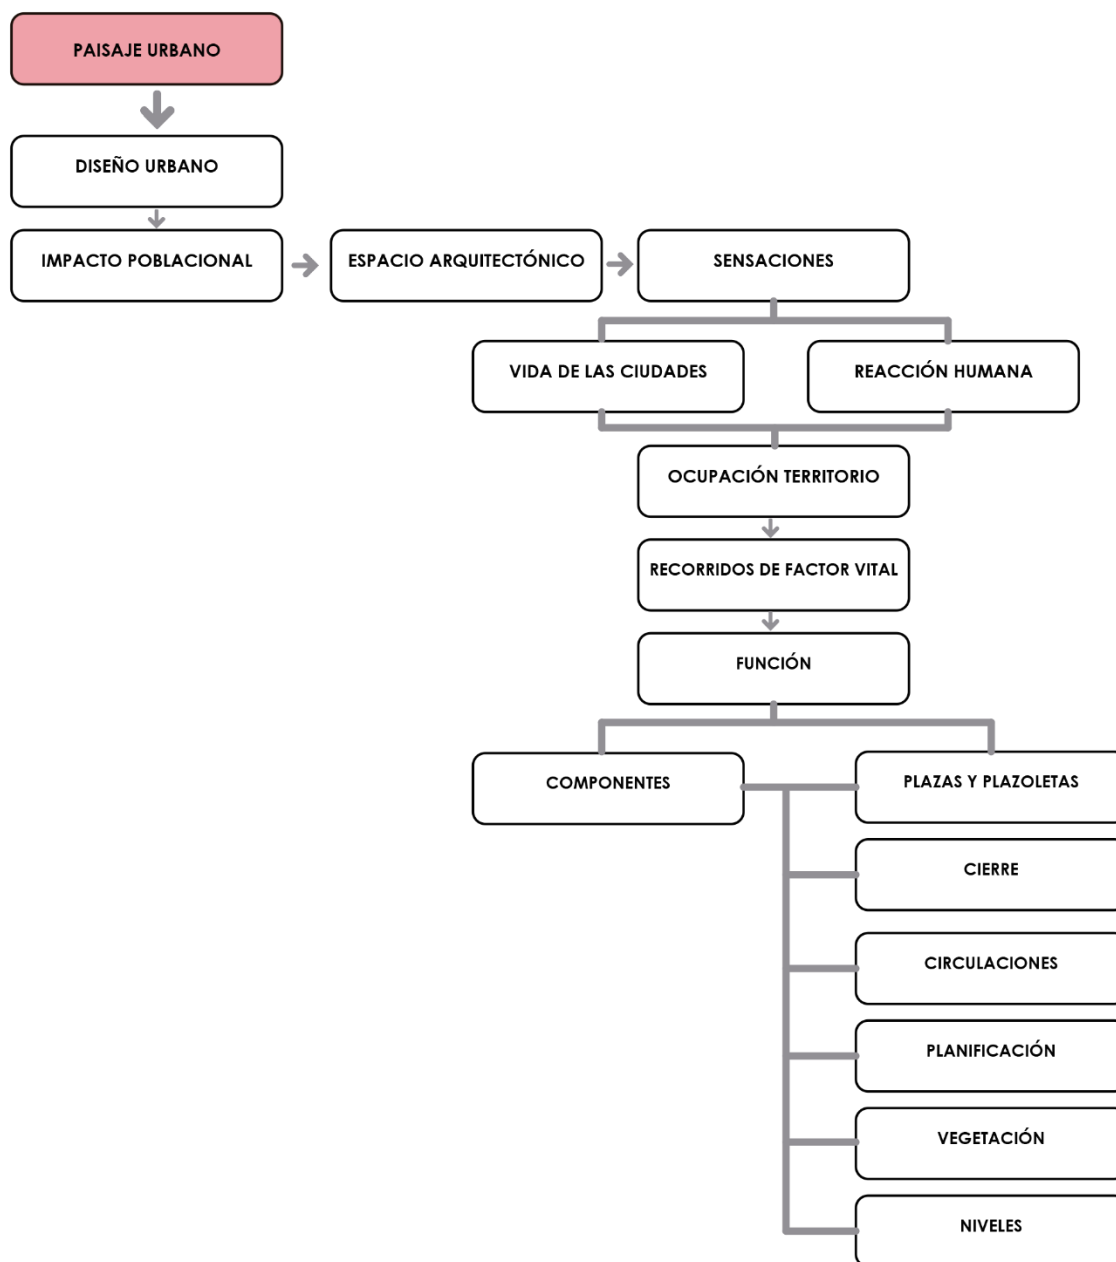 PAISAJE URBANO
DISEÑO URBANO
IMPACTO POBLACIONAL
ESPACIO ARQUITECTÓNICO
SENSACIONES
VIDA DE LAS CIUDADES
REACCIÓN HUMANA
OCUPACIÓN TERRITORIO
RECORRIDOS DE FACTOR VITAL
FUNCIÓN
COMPONENTES
PLAZAS Y PLAZOLETAS
CIERRE
CIRCULACIONES
PLANIFICACIÓN
VEGETACIÓN
NIVELES